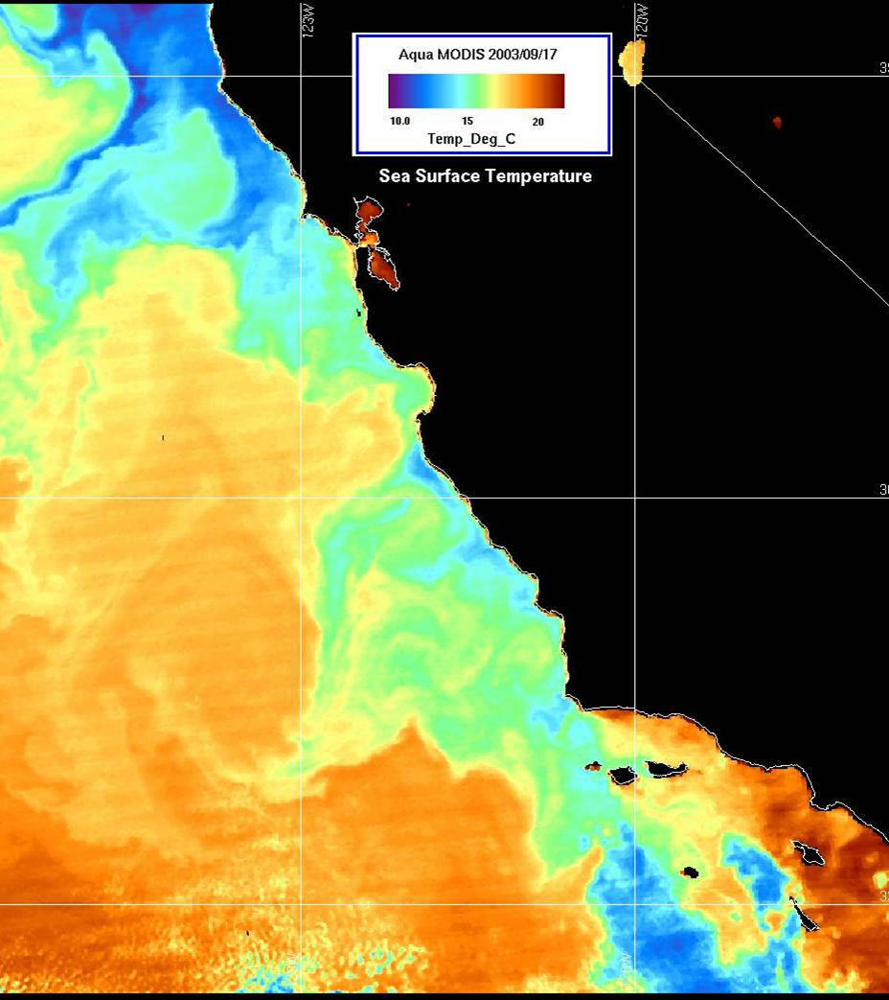 123W
120W
Aqua MODIS 2003/09/17
10.0 15 20
Temp_Deg_C
Sea Surface Temperature